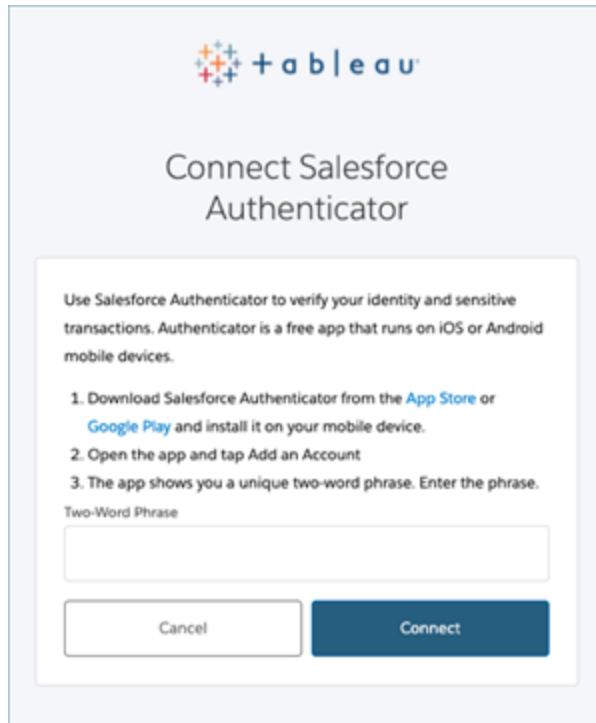 +ableau
Connect Salesforce
Authenticator
Use Salesforce Authenticator to verify your identity and sensitive
transactions. Authenticator is a free app that runs on iOS or Android
mobile devices.
1. Download Salesforce Authenticator from the App Store or
Google Play and install it on your mobile device.
2. Open the app and tap Add an Account
3. The app shows you a unique two-word phrase. Enter the phrase.
Two-Word Phrase
Cancel
Connect